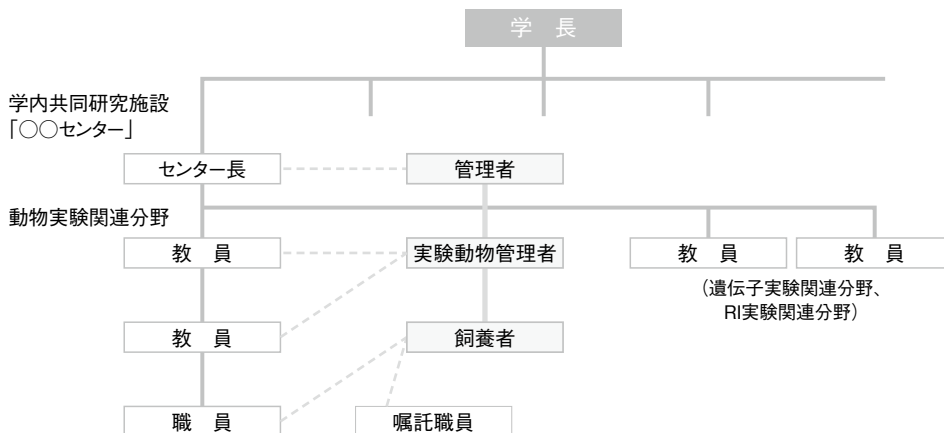 学　長
学内共同研究施設
「○○センター」
センター長
管理者
動物実験関連分野
教　員
実験動物管理者
教　員
教　員
（遺伝子実験関連分野、
RI実験関連分野）
教　員
飼養者
職　員
嘱託職員